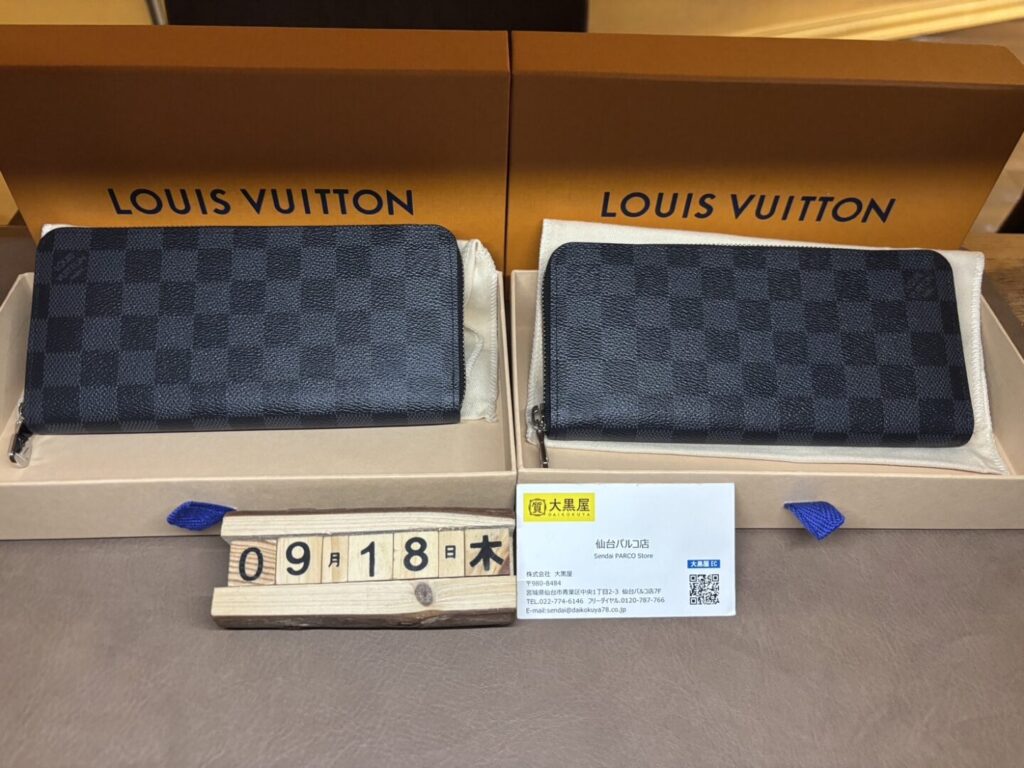 LOUIS VUITTON
LOUIS VUITTON
09月18日木
質 大黒屋
DAIKOKUYA
仙台パルコ店
Sendai PARCO Store
大黒屋 EC
株式会社 大黒屋
〒980-8484
宮城県仙台市青葉区中央1丁目2-3 仙台パルコ店7F
TEL.022-774-6146 フリーダイヤル.0120-787-766
E-mail:sendai@daikokuya78.co.jp